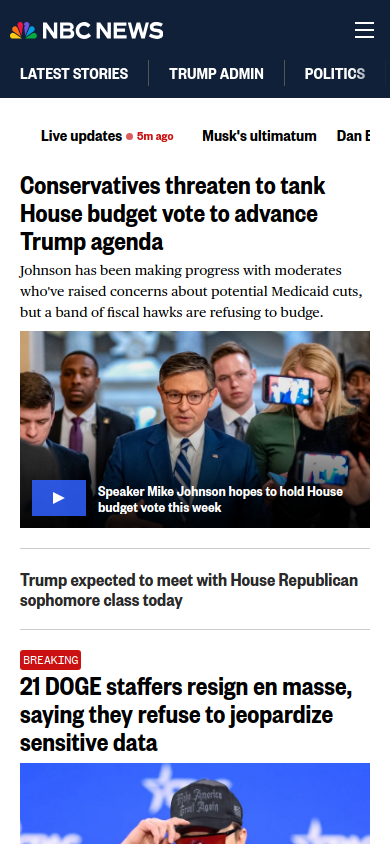 NBC NEWS
LATEST STORIES
TRUMP ADMIN
POLITICS
Live updates
5m ago
Musk's ultimatum
Dan
Conservatives threaten to tank
House budget vote to advance
Trump agenda
Johnson has been making progress with moderates
who've raised concerns about potential Medicaid cuts,
but a band of fiscal hawks are refusing to budge.
Speaker Mike Johnson hopes to hold House
budget vote this week
Trump expected to meet with House Republican
sophomore class today
BREAKING
21 DOGE staffers resign en masse,
saying they refuse to jeopardize
sensitive data